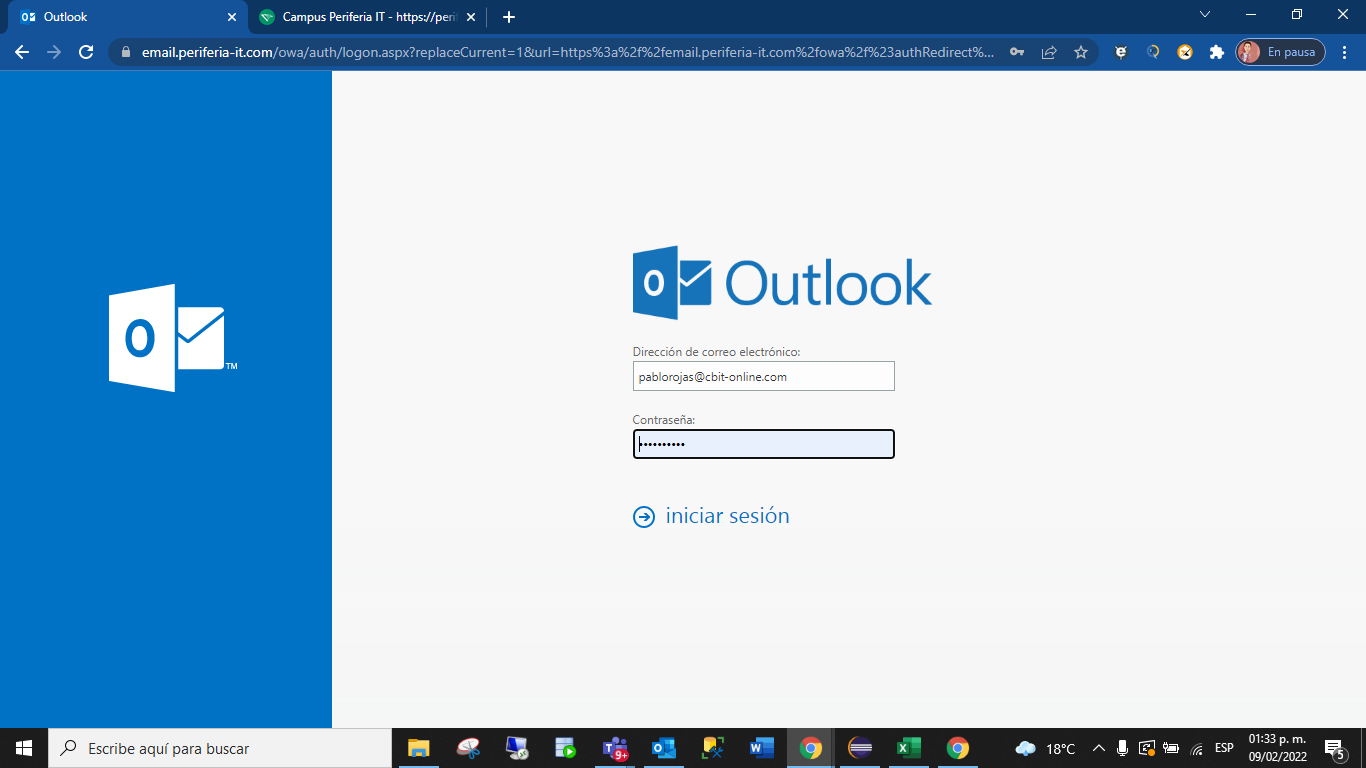 Outlook
Campus Periferia IT - https://peri
email.periferia-it.com/owa/auth/logon.aspx?replaceCurrent=1&url=https%3a%2f%2femail.periferia-it.com%2fowa%2f%23authRedirect%...
En pausa
O
TM
O Outlook
Dirección de correo electrónico:
pablorojas@cbit-online.com
Contraseña:
••••••••••
iniciar sesión
Escribe aquí para buscar
9+
18°C
ESP
01:33 p. m.
09/02/2022
5